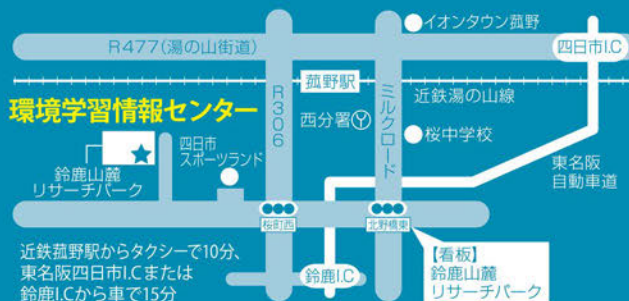 イオンタウン菰野
R477(湯の山街道)
四日市I.C
菰野駅
近鉄湯の山線
環境学習情報センター
R306
ミルクロード
西分署
桜中学校
四日市
スポーツランド
鈴鹿山麓
リサーチパーク
東名阪
自動車道
桜町西
北野橋東
近鉄菰野駅からタクシーで10分、
東名阪四日市I.Cまたは
鈴鹿I.Cから車で15分
鈴鹿I.C
【看板】
鈴鹿山麓
リサーチパーク